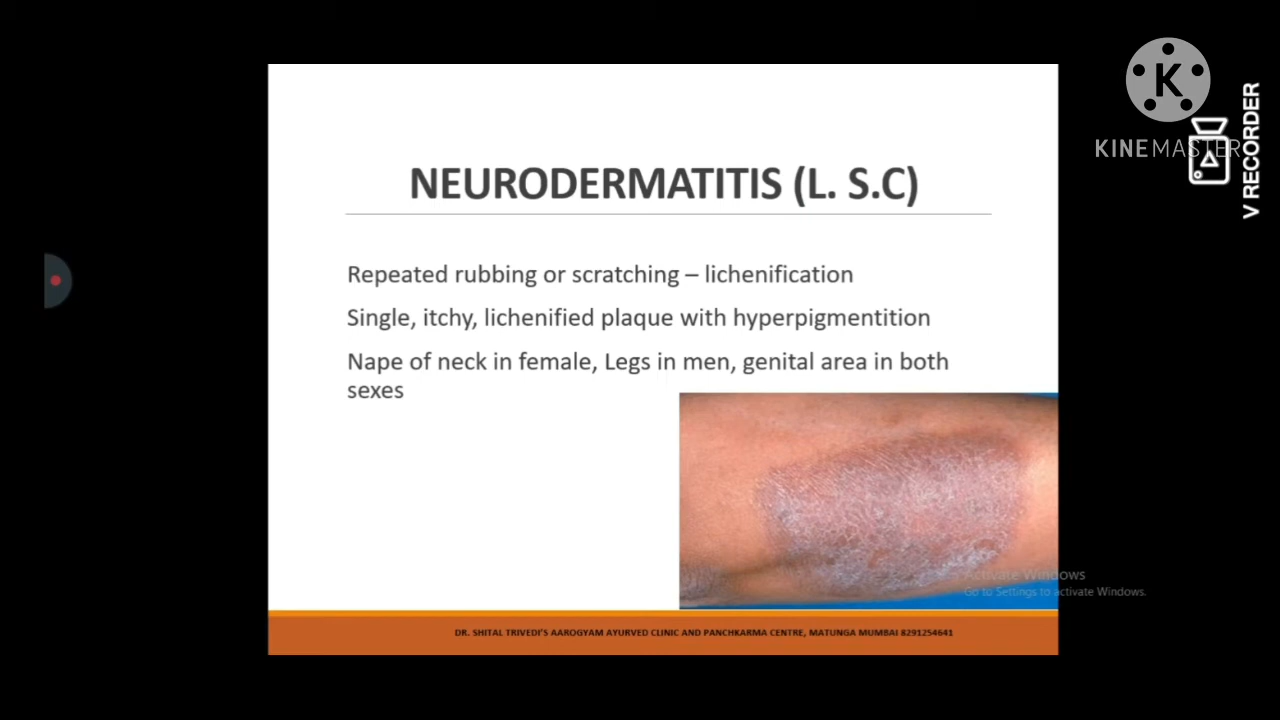 NEURODERMATITIS (L. S.C)
Repeated rubbing or scratching – lichenification
Single, itchy, lichenified plaque with hyperpigmentition
Nape of neck in female, Legs in men, genital area in both
sexes
Activate Windows
Go to Settings to activate Windows.
DR. SHITAL TRIVEDI'S AAROGYAM AYURVED CLINIC AND PANCHKARMA CENTRE, MATUNGA MUMBAI 8291254641
K
KINEMASTER
V RECORDER